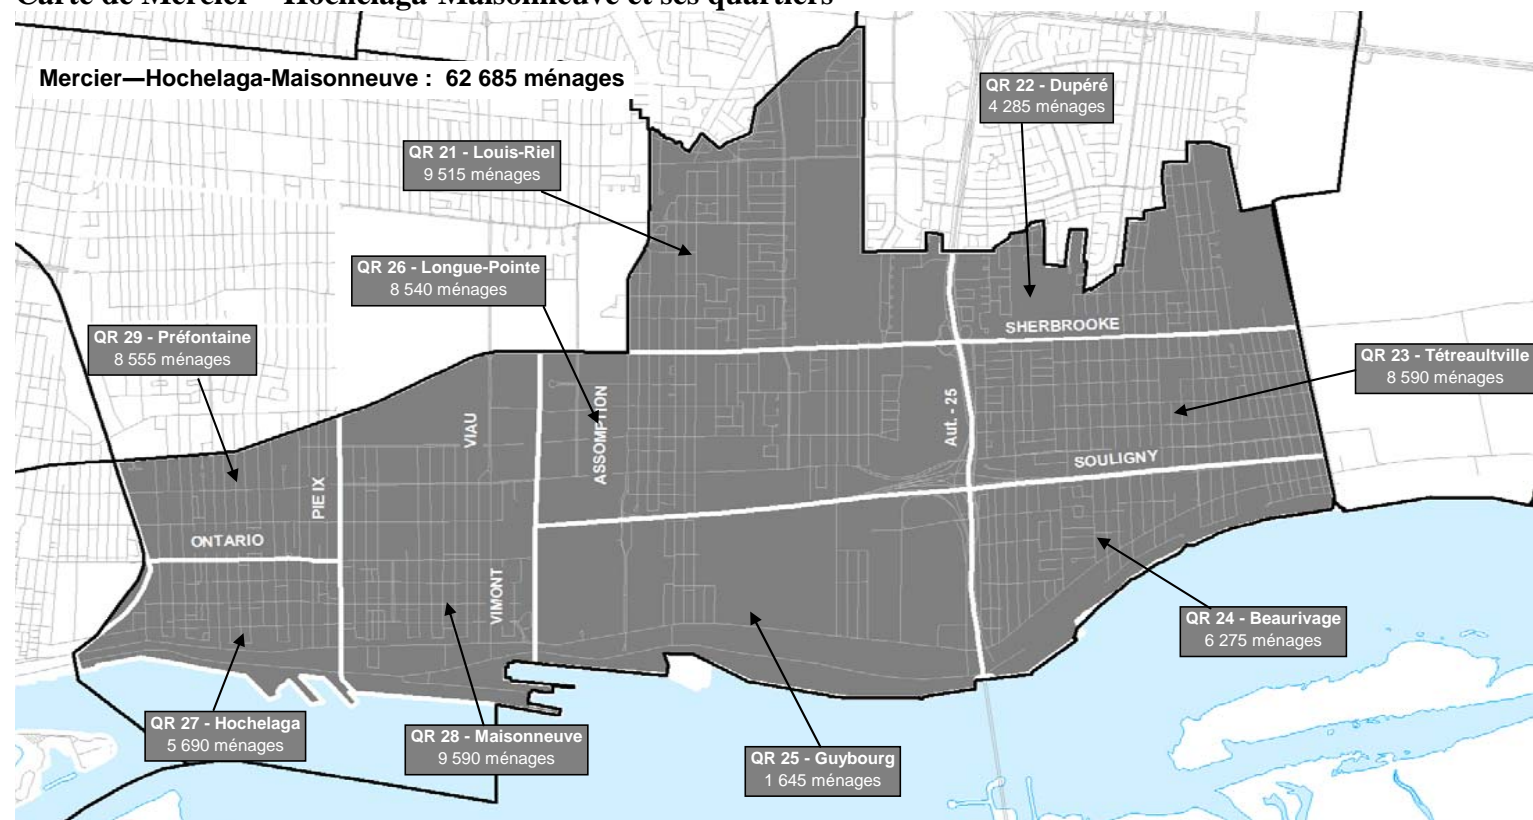 Carte de Mercier – Hochelaga-Maisonneuve et ses quartiers
Mercier—Hochelaga-Maisonneuve : 62 685 ménages
QR 22 - Dupéré
4 285 ménages
QR 21 - Louis-Riel
9 515 ménages
QR 26 - Longue-Pointe
8 540 ménages
QR 29 - Préfontaine
8 555 ménages
SHERBROOKE
QR 23 - Tétreaultville
8 590 ménages
VIAU
ASSOMPTION
Aut. - 25
SOULIGNY
PIE IX
ONTARIO
VIMONT
QR 24 - Beaurivage
6 275 ménages
QR 27 - Hochelaga
5 690 ménages
QR 28 - Maisonneuve
9 590 ménages
QR 25 - Guybourg
1 645 ménages